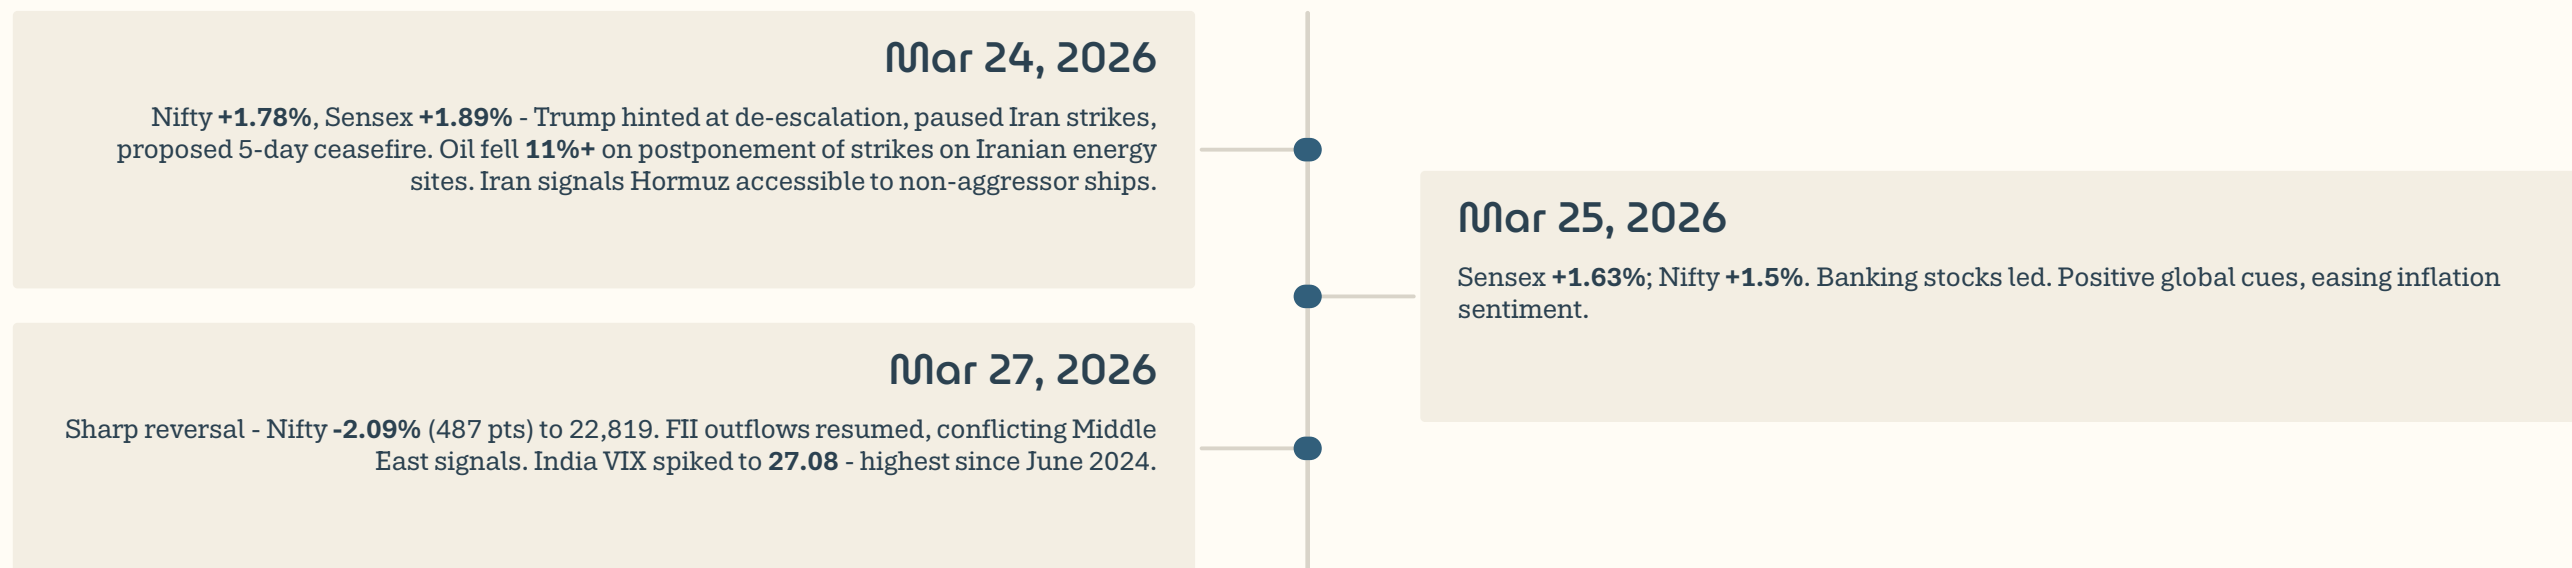 Mar 24, 2026
Nifty +1.78%, Sensex +1.89% - Trump hinted at de-escalation, paused Iran strikes,
proposed 5-day ceasefire. Oil fell 11%+ on postponement of strikes on Iranian energy
sites. Iran signals Hormuz accessible to non-aggressor ships.
Mar 25, 2026
Sensex +1.63%; Nifty +1.5%. Banking stocks led. Positive global cues, easing inflation
sentiment.
Mar 27, 2026
Sharp reversal - Nifty -2.09% (487 pts) to 22,819. FII outflows resumed, conflicting Middle
East signals. India VIX spiked to 27.08 - highest since June 2024.